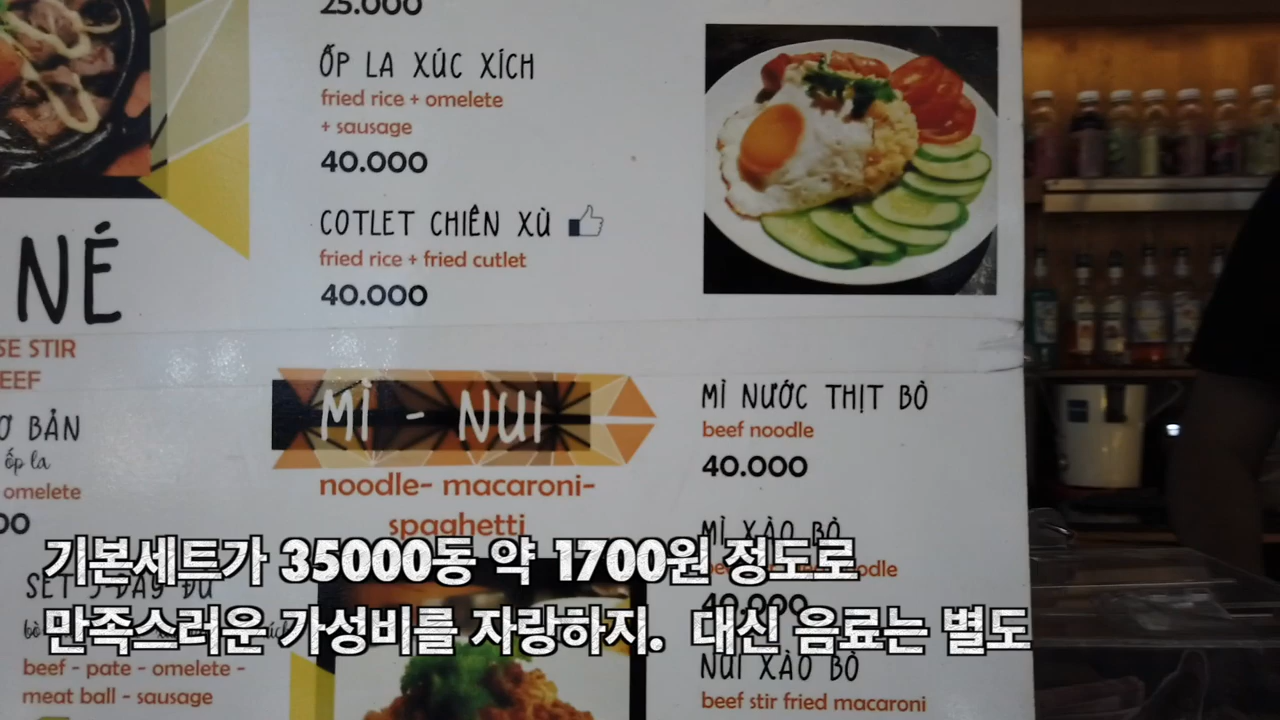 25.000
ỐP LA XÚC XÍCH
fried rice + omelete
+ sausage
40.000
COTLET CHIÊN XÙ
fried rice + fried cutlet
40.000
NÉ
SE STIR
EEF
Ơ BẢN
ốp la
omelete
00
SET 5 ĐẦY ĐỦ
bò
beef - pate - omelete -
meat ball - sausage
MÌ - NUI
noodle- macaroni-
spaghetti
MÌ NƯỚC THỊT BÒ
beef noodle
40.000
MÌ XÀO BÒ
40.000
NUI XÀO BÒ
beef stir fried macaroni
기본세트가 35000동 약 1700원 정도로
만족스러운 가성비를 자랑하지. 대신 음료는 별도